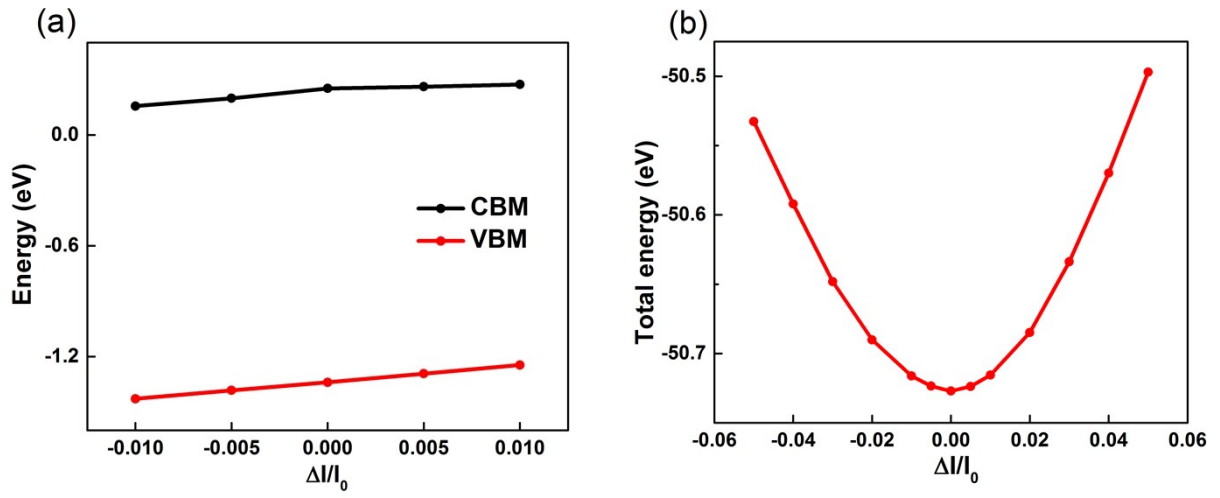 (a)
Energy (eV)
0.0
-0.6
-1.2
CBM
VBM
-0.010 -0.005 0.000 0.005 0.010
Δl/l₀
(b)
Total energy (eV)
-50.5
-50.6
-50.7
-0.06 -0.04 -0.02 0.00 0.02 0.04 0.06
Δl/l₀